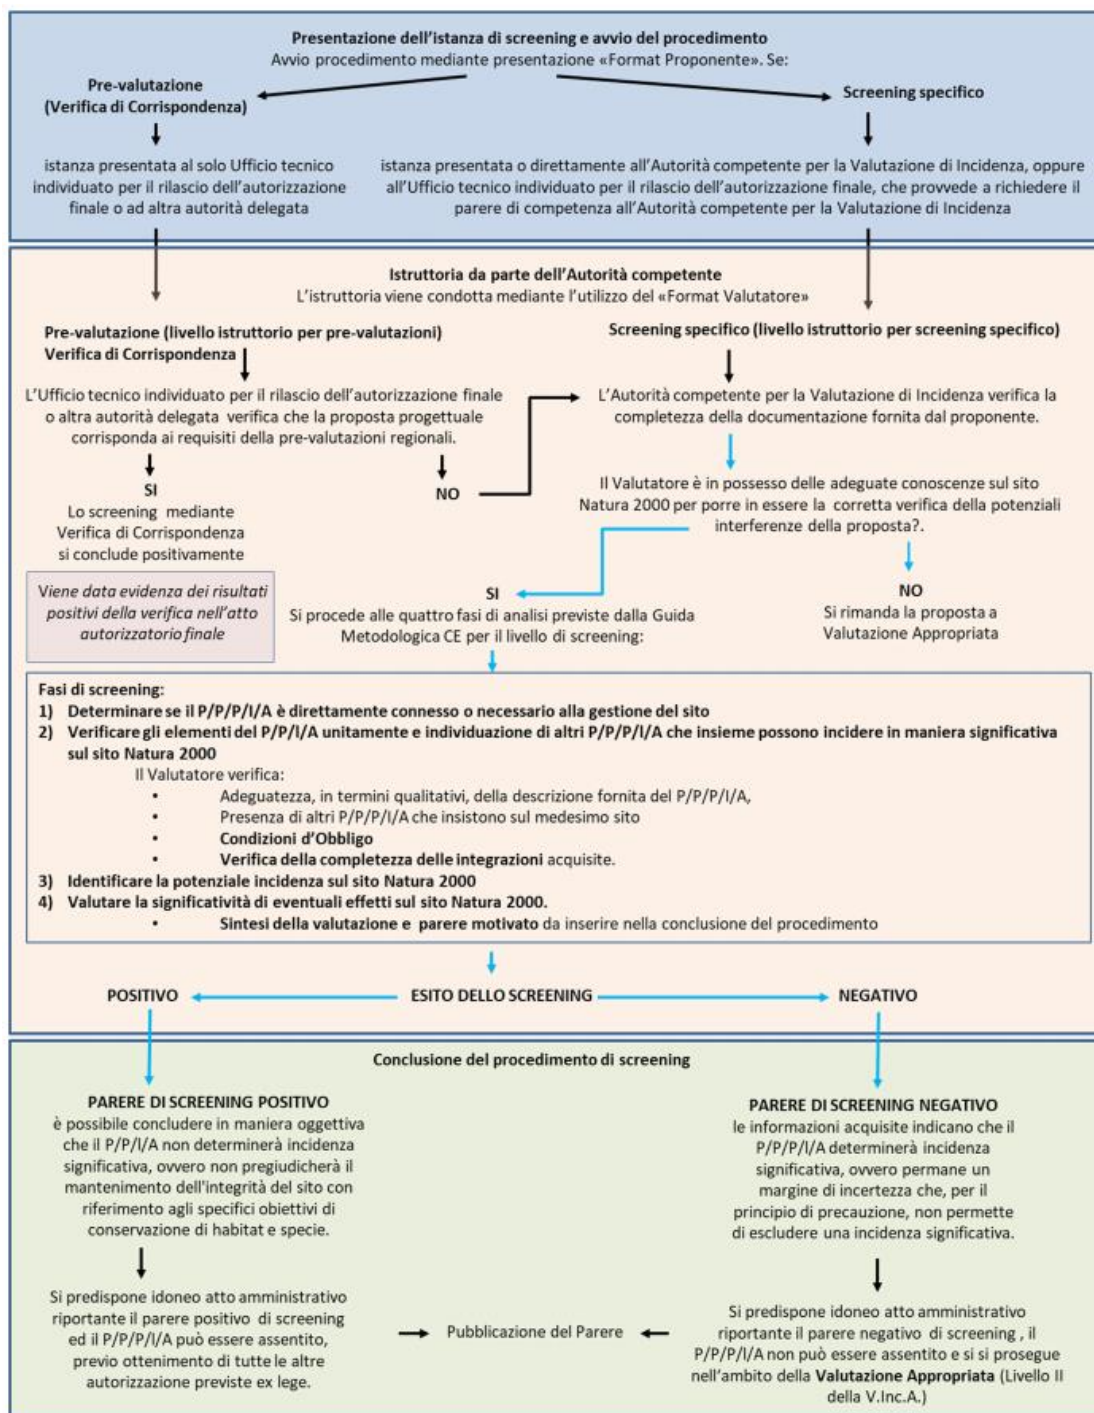 Presentazione dell'istanza di screening e avvio del procedimento
Avvio procedimento mediante presentazione «Format Proponente». Se:
Pre-valutazione
(Verifica di Corrispondenza)
istanza presentata al solo Ufficio tecnico
individuato per il rilascio dell'autorizzazione
finale o ad altra autorità delegata
Screening specifico
istanza presentata o direttamente all'Autorità competente per la Valutazione di Incidenza, oppure
all'Ufficio tecnico individuato per il rilascio dell'autorizzazione finale, che provvede a richiedere il
parere di competenza all'Autorità competente per la Valutazione di Incidenza
Istruttoria da parte dell'Autorità competente
L'istruttoria viene condotta mediante l'utilizzo del «Format Valutatore»
Pre-valutazione (livello istruttorio per pre-valutazioni)
Verifica di Corrispondenza
L'Ufficio tecnico individuato per il rilascio dell'autorizzazione finale
o altra autorità delegata verifica che la proposta progettuale
corrisponda ai requisiti della pre-valutazioni regionali.
SI
Lo screening mediante
Verifica di Corrispondenza
si conclude positivamente
NO
Viene data evidenza dei risultati
positivi della verifica nell'atto
autorizzatorio finale
Screening specifico (livello istruttorio per screening specifico)
L'Autorità competente per la Valutazione di Incidenza verifica la
completezza della documentazione fornita dal proponente.
Il Valutatore è in possesso delle adeguate conoscenze sul sito
Natura 2000 per porre in essere la corretta verifica della potenziali
interferenze della proposta?.
SI
Si procede alle quattro fasi di analisi previste dalla Guida
Metodologica CE per il livello di screening:
NO
Si rimanda la proposta a
Valutazione Appropriata
Fasi di screening:
1) Determinare se il P/P/P/I/A è direttamente connesso o necessario alla gestione del sito
2) Verificare gli elementi del P/P/I/A unitamente e individuazione di altri P/P/P/I/A che insieme possono incidere in maniera significativa
sul sito Natura 2000
Il Valutatore verifica:
• Adeguatezza, in termini qualitativi, della descrizione fornita del P/P/P/I/A,
• Presenza di altri P/P/P/I/A che insistono sul medesimo sito
• Condizioni d'Obbligo
• Verifica della completezza delle integrazioni acquisite.
3) Identificare la potenziale incidenza sul sito Natura 2000
4) Valutare la significatività di eventuali effetti sul sito Natura 2000.
• Sintesi della valutazione e parere motivato da inserire nella conclusione del procedimento
POSITIVO
ESITO DELLO SCREENING
NEGATIVO
Conclusione del procedimento di screening
PARERE DI SCREENING POSITIVO
è possibile concludere in maniera oggettiva
che il P/P/I/A non determinerà incidenza
significativa, ovvero non pregiudicherà il
mantenimento dell'integrità del sito con
riferimento agli specifici obiettivi di
conservazione di habitat e specie.
Si predispone idoneo atto amministrativo
riportante il parere positivo di screening
ed il P/P/P/I/A può essere assentito,
previo ottenimento di tutte le altre
autorizzazione previste ex lege.
Pubblicazione del Parere
PARERE DI SCREENING NEGATIVO
le informazioni acquisite indicano che il
P/P/P/I/A determinerà incidenza
significativa, ovvero permane un
margine di incertezza che, per il
principio di precauzione, non permette
di escludere una incidenza significativa.
Si predispone idoneo atto amministrativo
riportante il parere negativo di screening , il
P/P/P/I/A non può essere assentito e si si prosegue
nell'ambito della Valutazione Appropriata (Livello II
della V.Inc.A.)